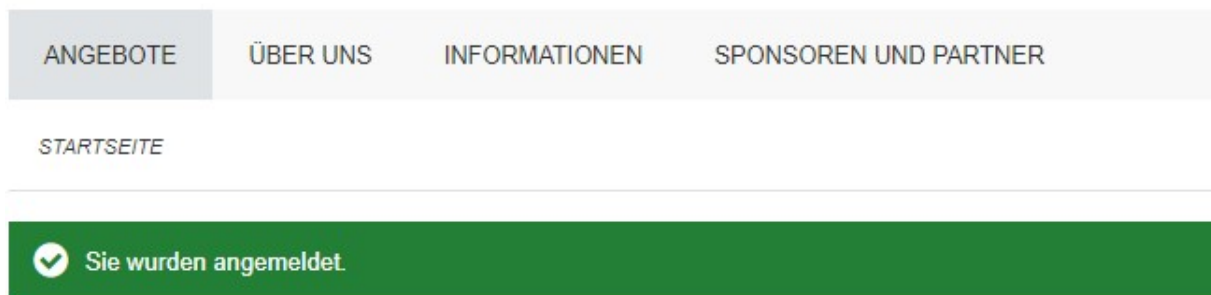 ANGEBOTE ÜBER UNS INFORMATIONEN SPONSOREN UND PARTNER
STARTSEITE
Sie wurden angemeldet.